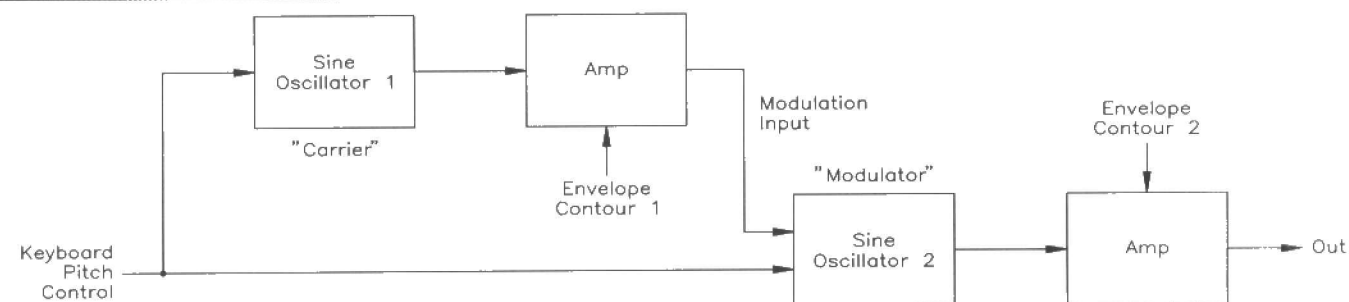 Sine
Oscillator 1
"Carrier"
Amp
Envelope
Contour 1
Modulation
Input
"Modulator"
Sine
Oscillator 2
Envelope
Contour 2
Amp
Out
Keyboard
Pitch
Control